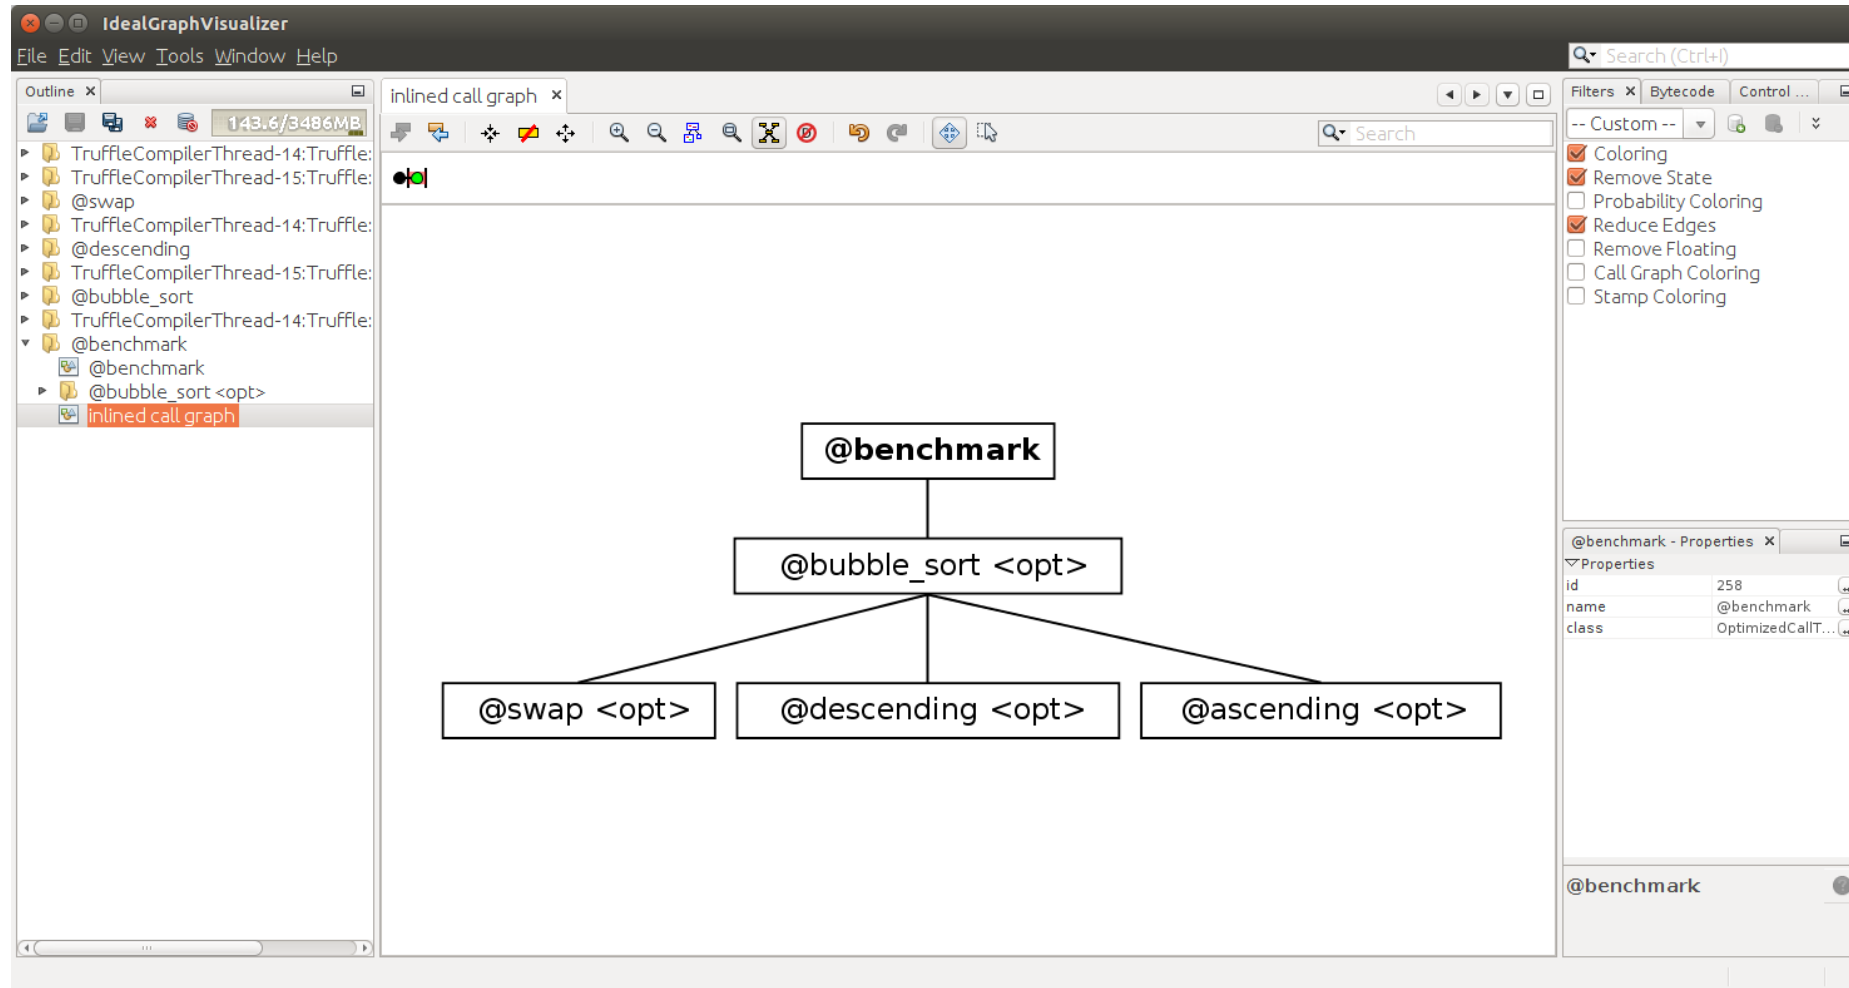 IdealGraphVisualizer
File Edit View Tools Window Help
Search (Ctrl+I)
Outline
143.6/3486MB
TruffleCompilerThread-14:Truffle:
TruffleCompilerThread-15:Truffle:
@swap
TruffleCompilerThread-14:Truffle:
@descending
TruffleCompilerThread-15:Truffle:
@bubble_sort
TruffleCompilerThread-14:Truffle:
@benchmark
@benchmark
@bubble_sort <opt>
inlined call graph
inlined call graph
Search
@benchmark
@bubble_sort <opt>
@swap <opt> @descending <opt> @ascending <opt>
Filters Bytecode Control ...
-- Custom --
Coloring
Remove State
Probability Coloring
Reduce Edges
Remove Floating
Call Graph Coloring
Stamp Coloring
@benchmark - Properties
Properties
id 258
name @benchmark
class OptimizedCallT...
@benchmark